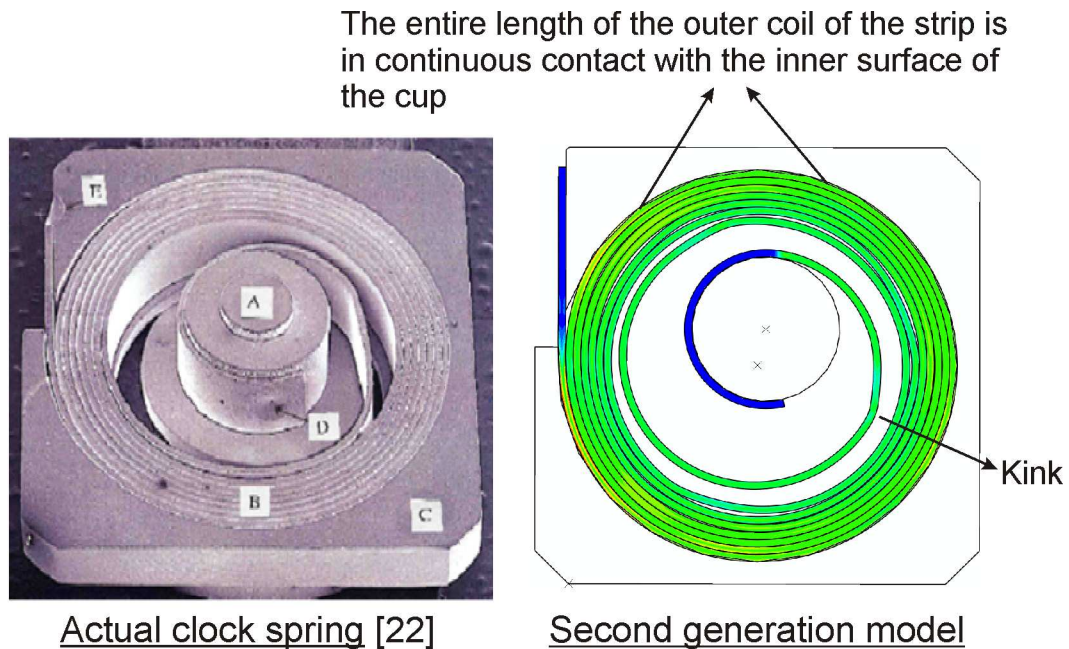 The entire length of the outer coil of the strip is
in continuous contact with the inner surface of
the cup
E
A
D
B
C
Kink
Actual clock spring [22]
Second generation model